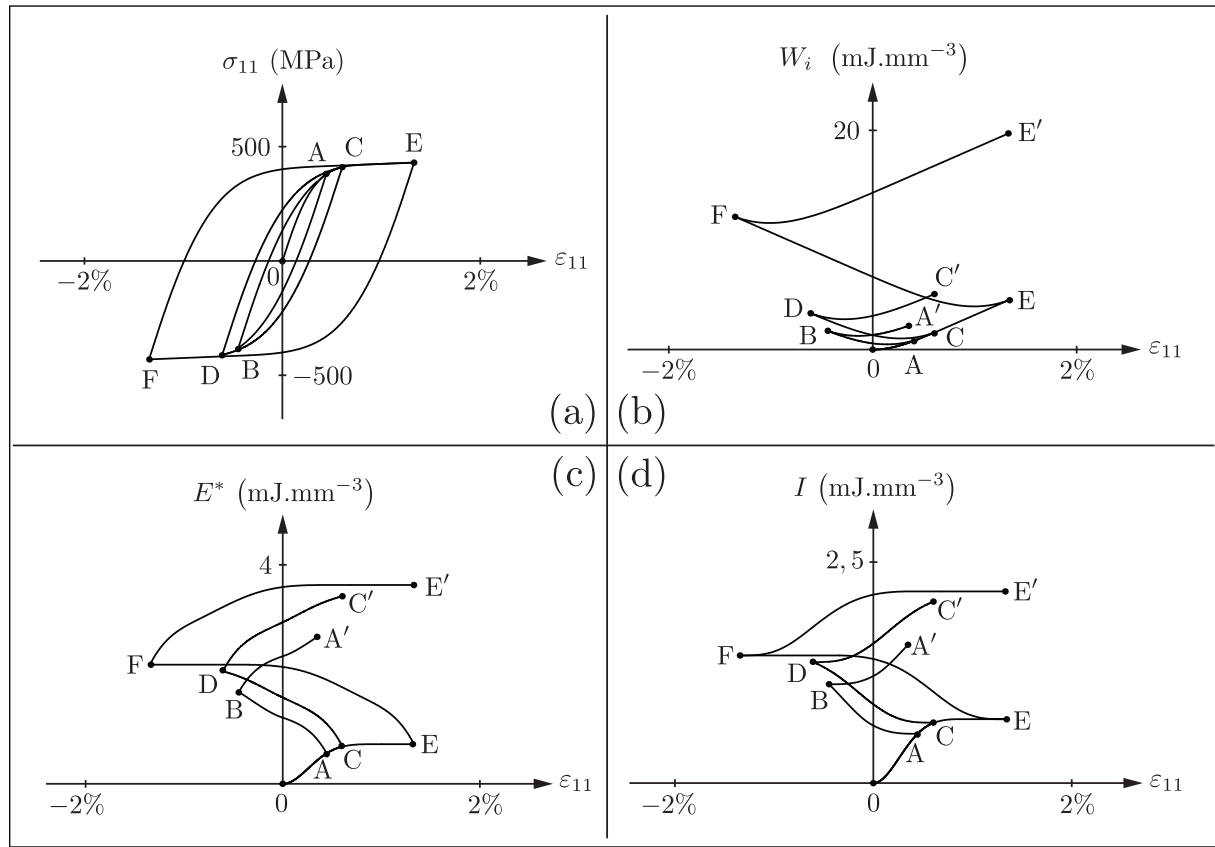 σ₁₁ (MPa)
500
A
C
E
−2%
0
2%
ε₁₁
F
D
B
−500
(a)
Wᵢ (mJ.mm⁻³)
20
E′
F
C′
D
A′
E
B
C
A
−2%
0
2%
ε₁₁
(b)
(c)
E* (mJ.mm⁻³)
4
E′
C′
A′
F
D
B
E
C
A
−2%
0
2%
ε₁₁
(d)
I (mJ.mm⁻³)
2,5
E′
C′
A′
F
D
B
E
C
A
−2%
0
2%
ε₁₁